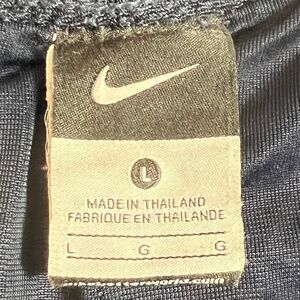 L
MADE IN THAILAND
FABRIQUE EN THAILANDE
L G G